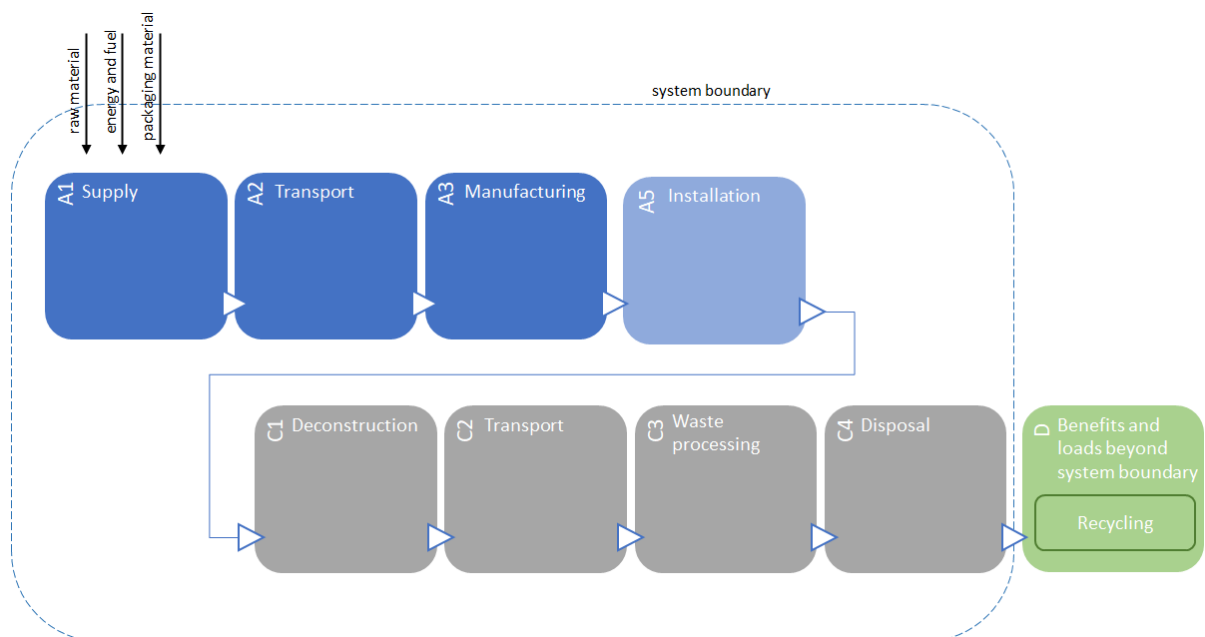 raw material
energy and fuel
packaging material
system boundary
A1 Supply
A2 Transport
A3 Manufacturing
A5 Installation
C1 Deconstruction
C2 Transport
C3 Waste
processing
C4 Disposal
D Benefits and
loads beyond
system boundary
Recycling